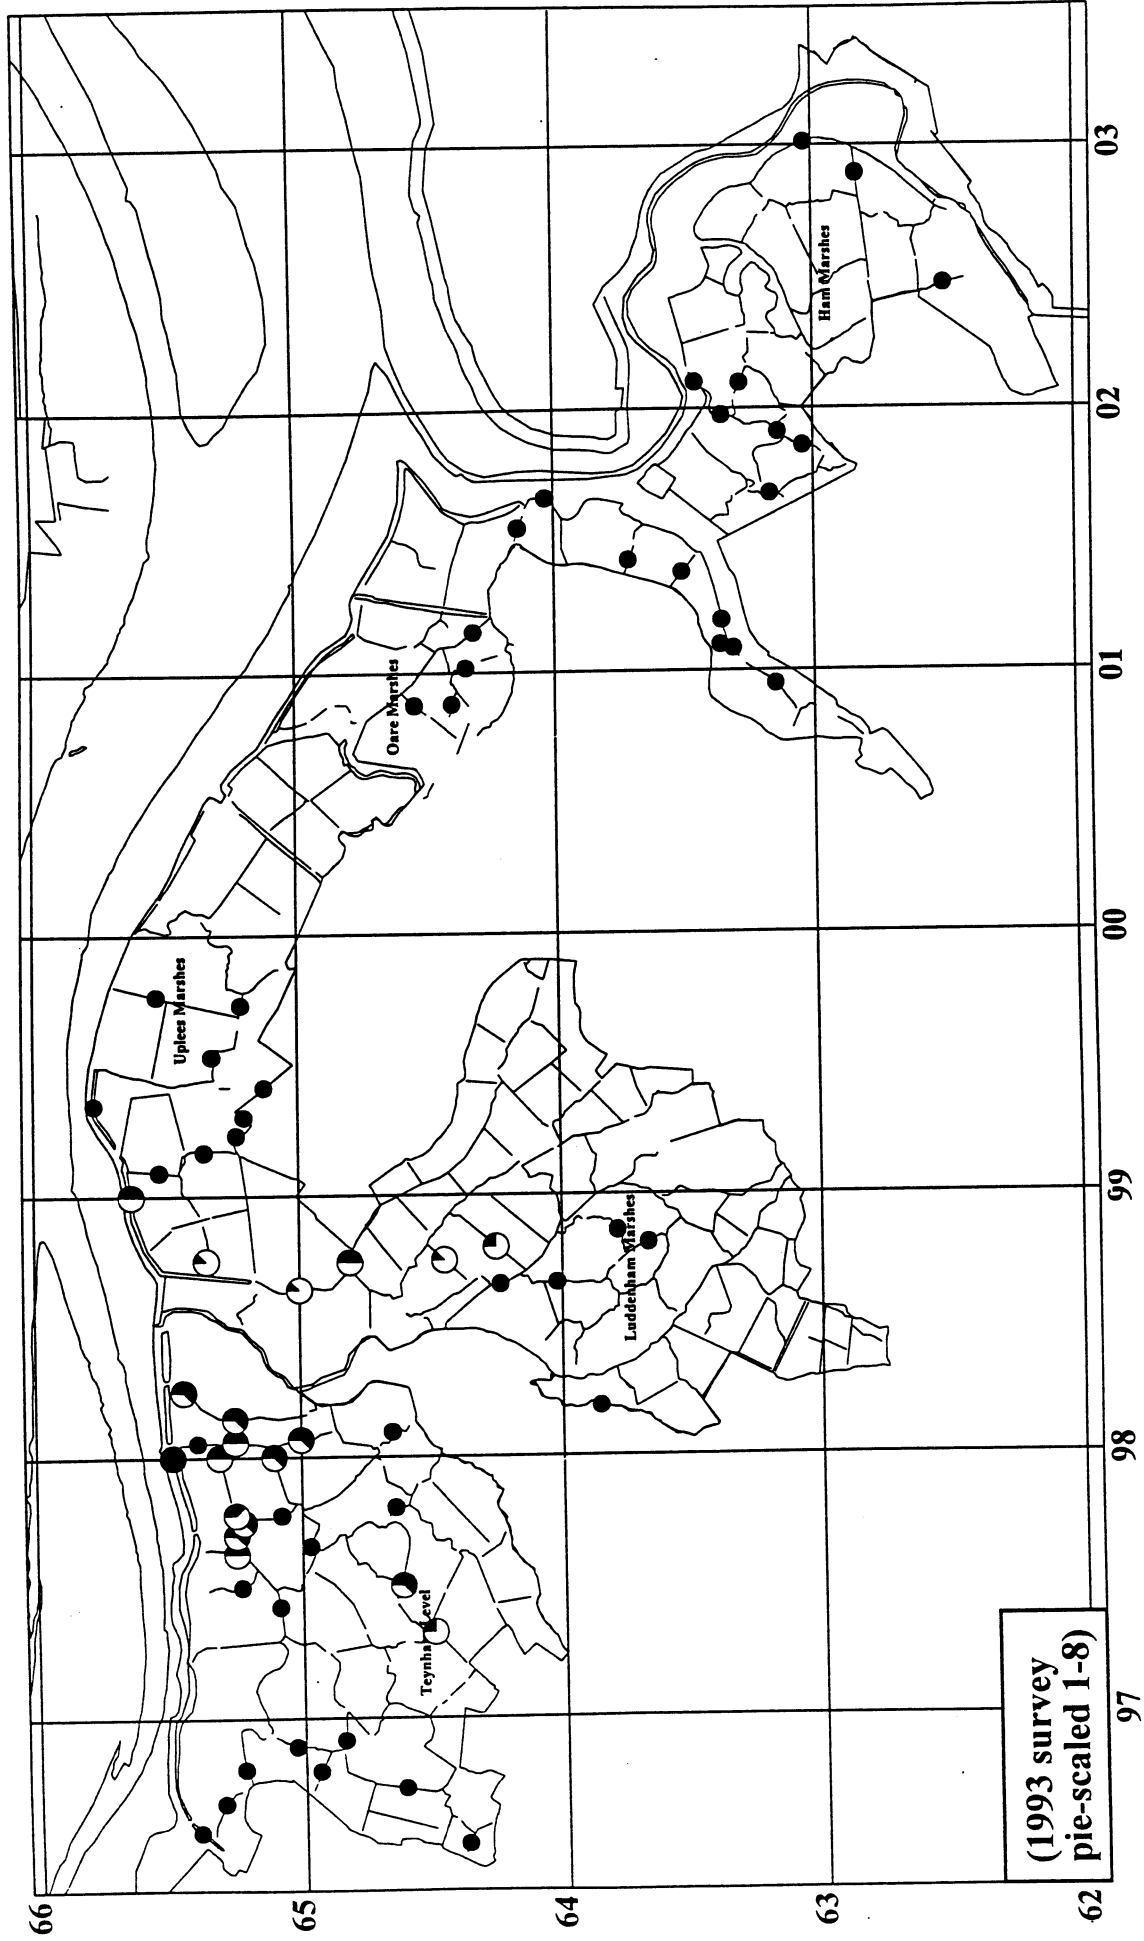 66
65
64
63
62
97
98
99
00
01
02
03
Teynham Level
Luddenham Marshes
Uplees Marshes
Oare Marshes
Ham Marshes
(1993 survey
pie-scaled 1-8)